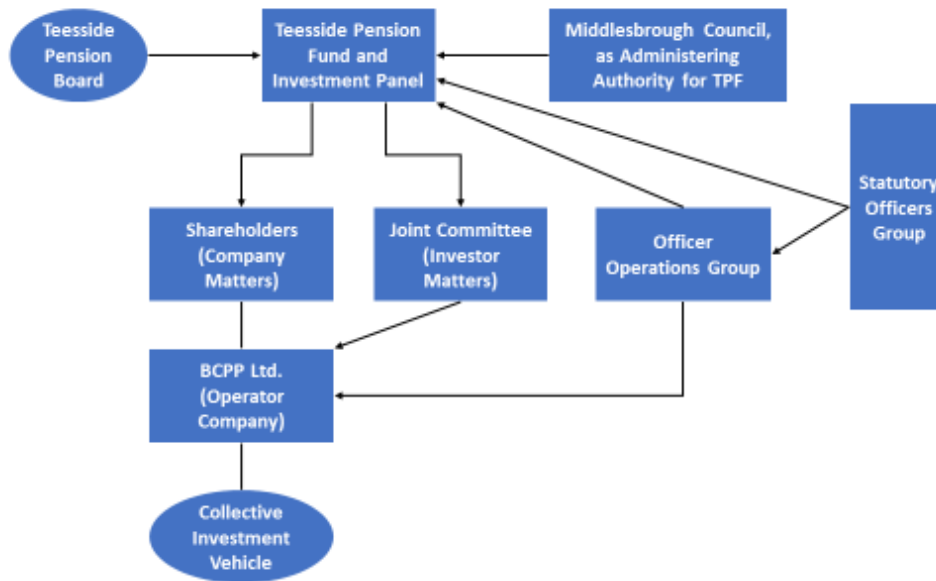 Teesside
Pension
Board
Teesside Pension
Fund and
Investment Panel
Middlesbrough Council,
as Administering
Authority for TPF
Statutory
Officers
Group
Shareholders
(Company
Matters)
Joint Committee
(Investor
Matters)
Officer
Operations Group
BCPP Ltd.
(Operator
Company)
Collective
Investment
Vehicle